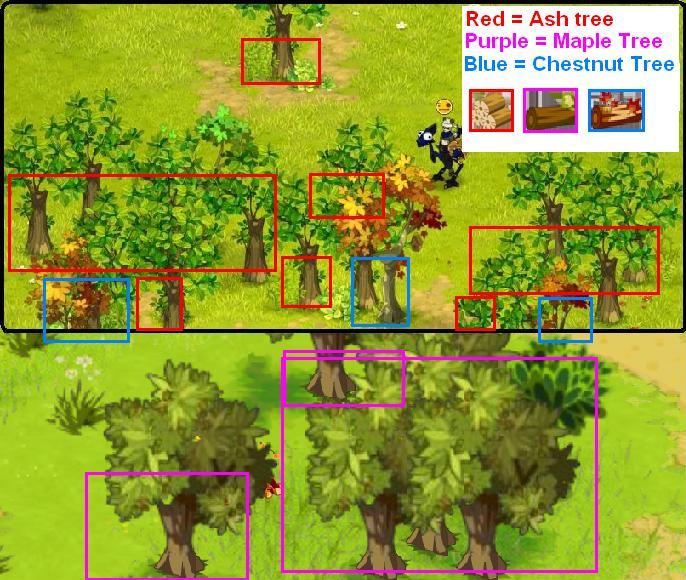 Red = Ash tree
Purple = Maple Tree
Blue = Chestnut Tree